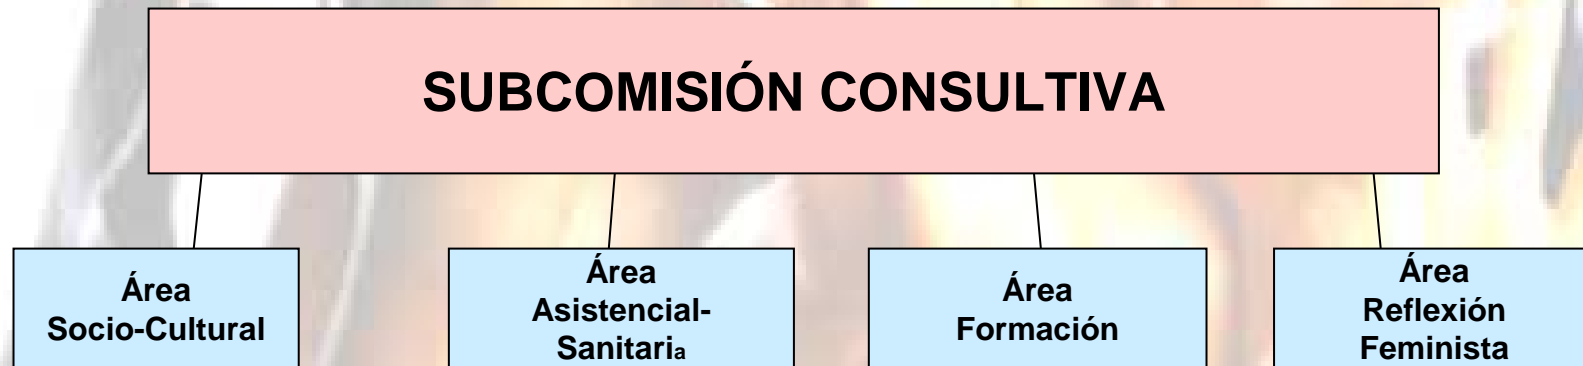 SUBCOMISIÓN CONSULTIVA
Área
Socio-Cultural
Área
Asistencial-
Sanitaria
Área
Formación
Área
Reflexión
Feminista